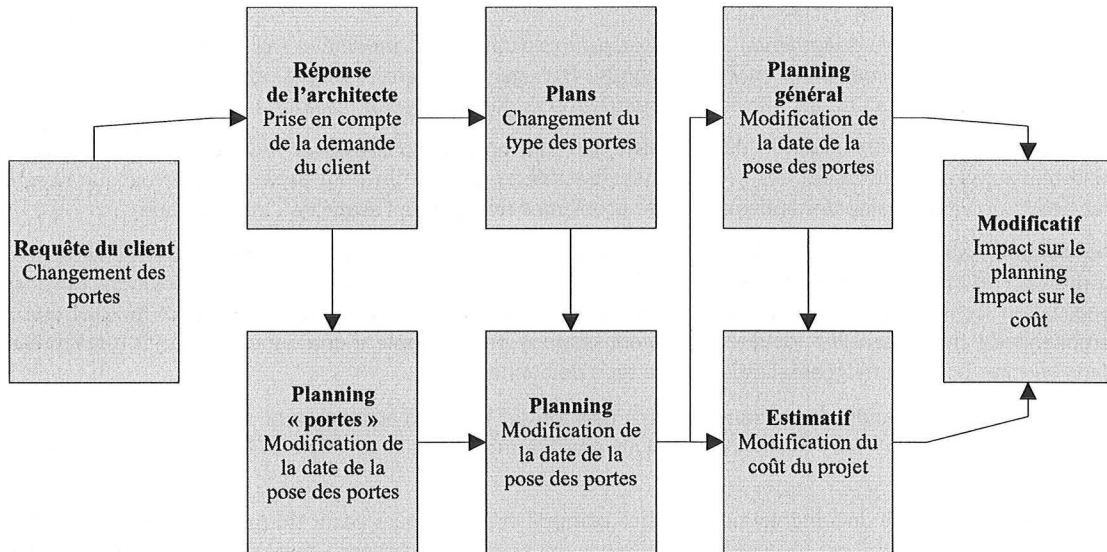 Réponse
de l'architecte
Prise en compte
de la demande
du client
Plans
Changement du
type des portes
Planning
général
Modification de
la date de la
pose des portes
Requête du client
Changement des
portes
Modificatif
Impact sur le
planning
Impact sur le
coût
Planning
« portes »
Modification de
la date de la
pose des portes
Planning
Modification de
la date de la
pose des portes
Estimatif
Modification du
coût du projet